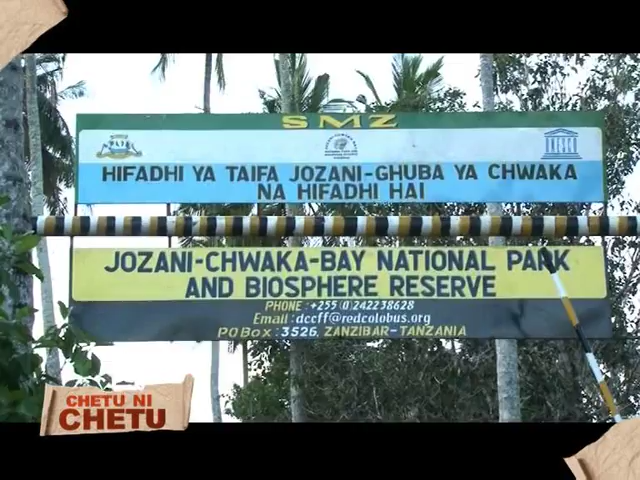 SMZ
UNESCO
HIFADHI YA TAIFA JOZANI-GHUBA YA CHWAKA
NA HIFADHI HAI
JOZANI-CHWAKA-BAY NATIONAL PARK
AND BIOSPHERE RESERVE
PHONE : +255 (0)242238628
Email : dccff@redcolobus.org
P O BOX : 3526, ZANZIBAR - TANZANIA
CHETU NI
CHETU